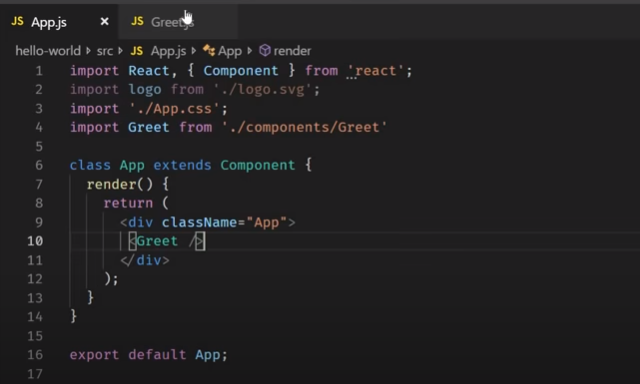 JS App.js × JS Greet.js
hello-world > src > JS App.js > App > render
1 import React, { Component } from 'react';
2 import logo from './logo.svg';
3 import './App.css';
4 import Greet from './components/Greet'
5
6 class App extends Component {
7 render() {
8 return (
9 <div className="App">
10 <Greet />
11 </div>
12 );
13 }
14 }
15
16 export default App;
17